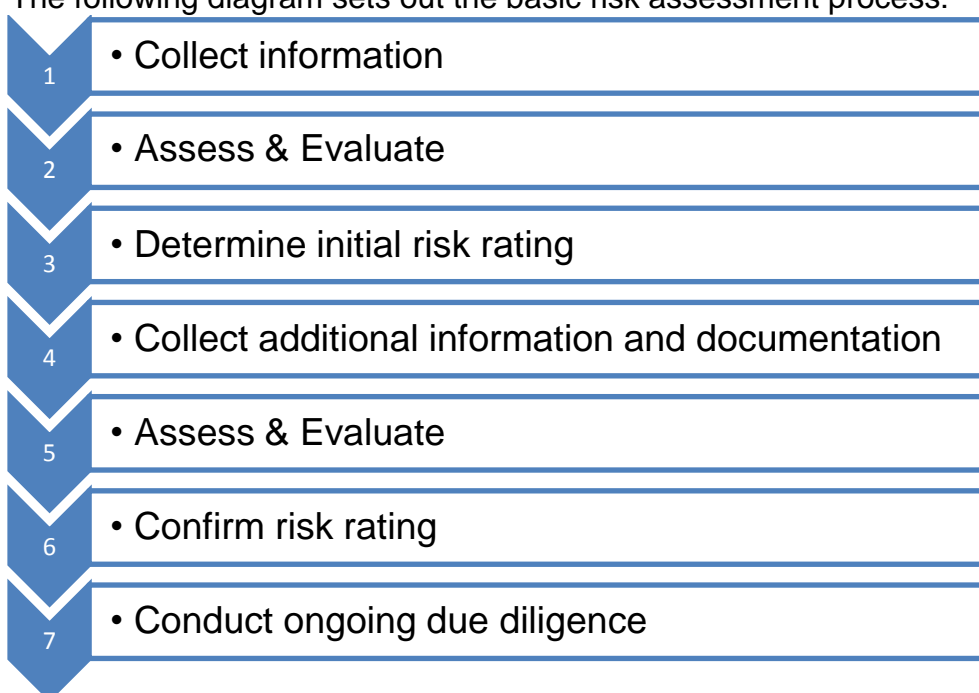 The following diagram sets out the basic risk assessment process:
1 • Collect information
2 • Assess & Evaluate
3 • Determine initial risk rating
4 • Collect additional information and documentation
5 • Assess & Evaluate
6 • Confirm risk rating
7 • Conduct ongoing due diligence